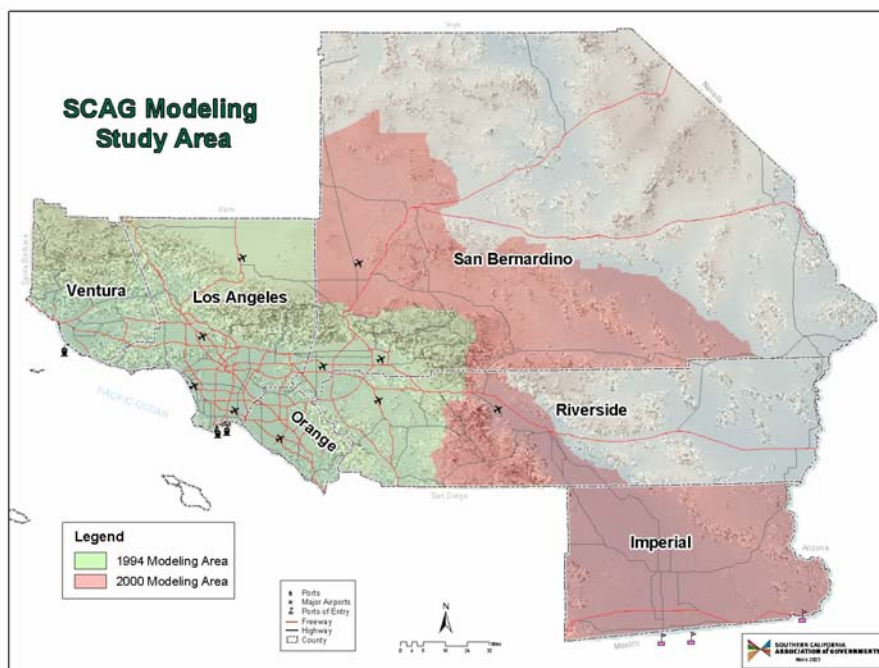 SCAG Modeling
Study Area
Utah
Nevada
Kern
Santa Barbara
Ventura
Los Angeles
San Bernardino
PACIFIC OCEAN
Orange
Riverside
San Diego
Imperial
Arizona
Mexico
Legend
1994 Modeling Area
2000 Modeling Area
Ports
Major Airports
Ports of Entry
Freeway
Highway
County
N
SOUTHERN CALIFORNIA
ASSOCIATION of GOVERNMENTS